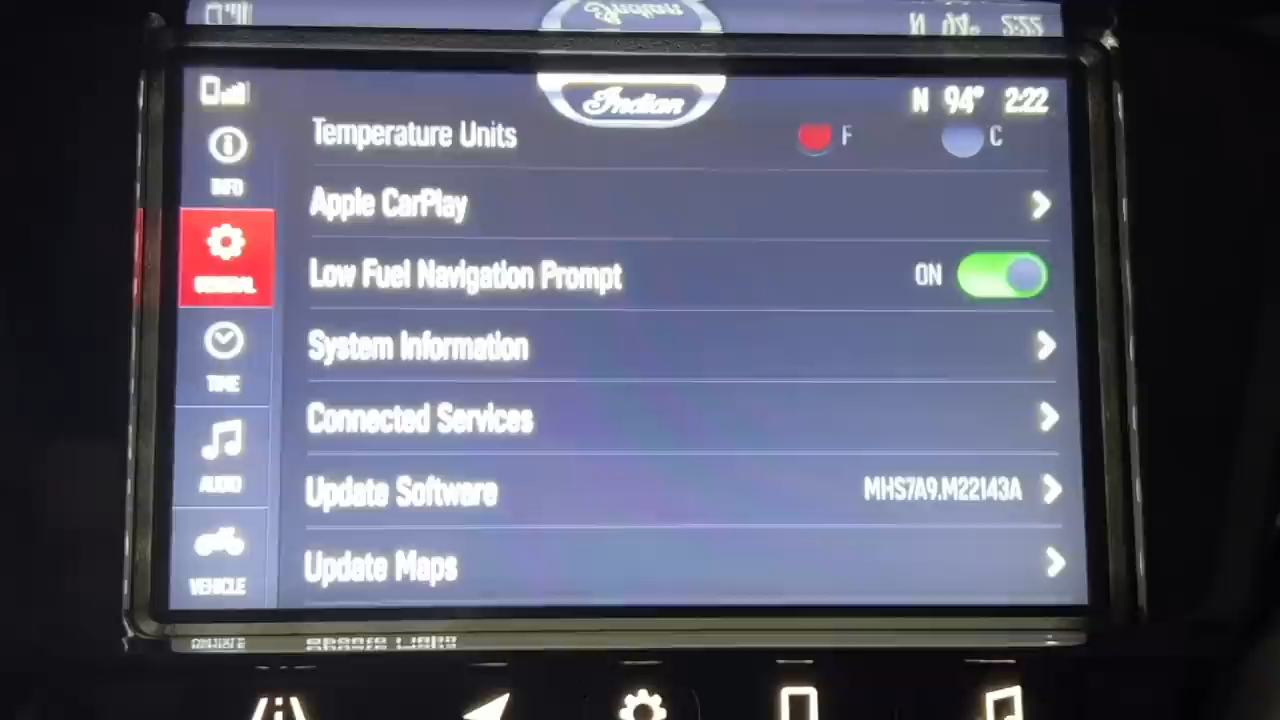 Indian
N 94° 2:22
INFO
Temperature Units F C
Apple CarPlay
GENERAL
Low Fuel Navigation Prompt ON
TIME
System Information
Connected Services
AUDIO
Update Software MHS7A9.M22143A
VEHICLE
Update Maps